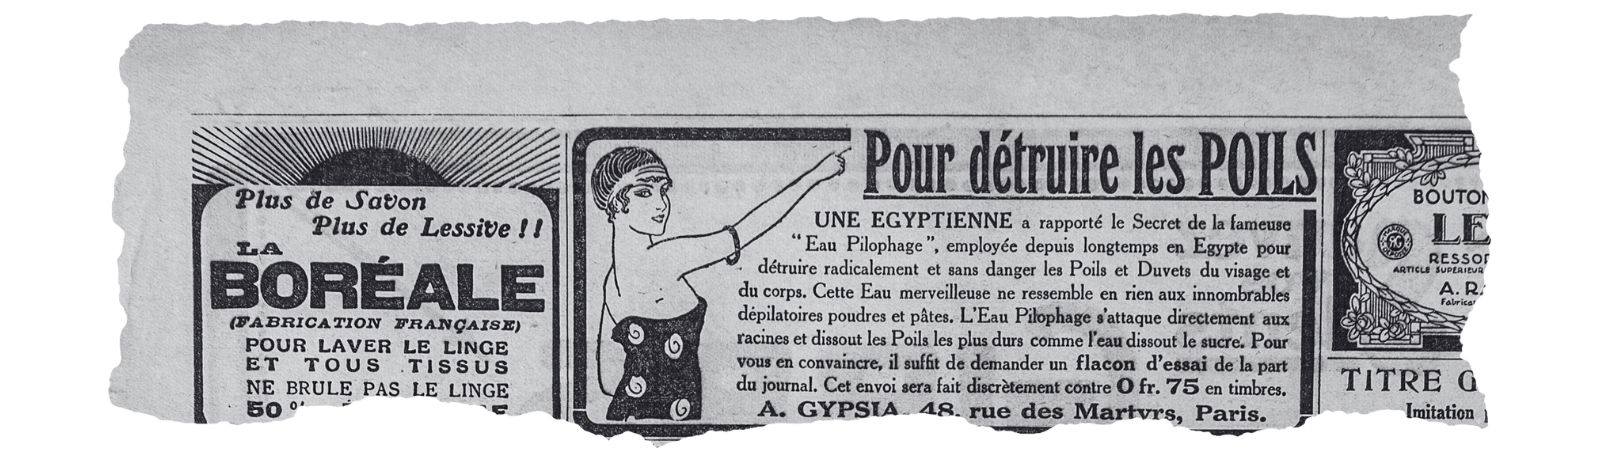 Plus de Savon
Plus de Lessive !!
LA
BORÉALE
(FABRICATION FRANÇAISE)
POUR LAVER LE LINGE
ET TOUS TISSUS
NE BRULE PAS LE LINGE
50 %
Pour détruire les POILS
UNE EGYPTIENNE a rapporté le Secret de la fameuse
"Eau Pilophage", employée depuis longtemps en Egypte pour
détruire radicalement et sans danger les Poils et Duvets du visage et
du corps. Cette Eau merveilleuse ne ressemble en rien aux innombrables
dépilatoires poudres et pâtes. L'Eau Pilophage s'attaque directement aux
racines et dissout les Poils les plus durs comme l'eau dissout le sucre. Pour
vous en convaincre, il suffit de demander un flacon d'essai de la part
du journal. Cet envoi sera fait discrètement contre 0 fr. 75 en timbres.
A. GYPSIA, 48, rue des Martyrs, Paris.
BOUTON
LE
RESSOR
ARTICLE SUPÉRIEUR
A. R.
Fabrica
TITRE
Imitation